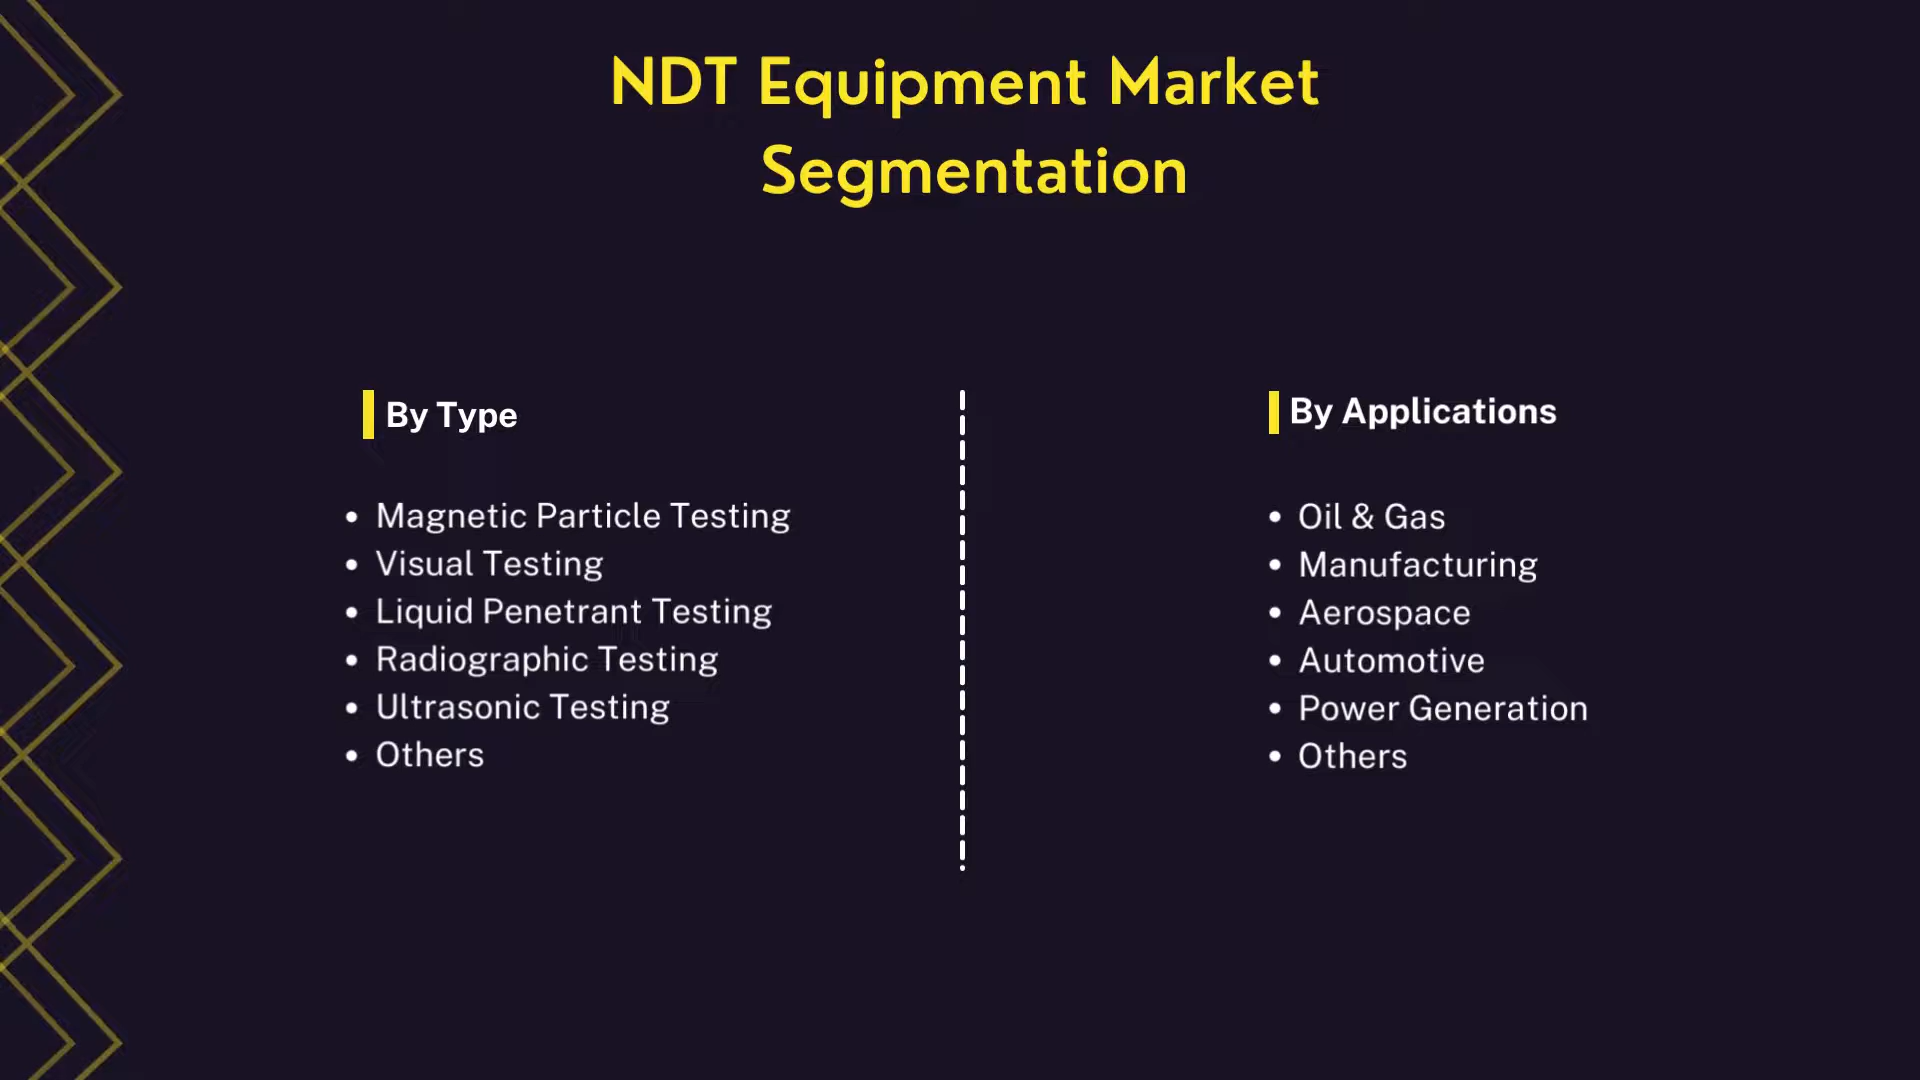 NDT Equipment Market
Segmentation
By Type
• Magnetic Particle Testing
• Visual Testing
• Liquid Penetrant Testing
• Radiographic Testing
• Ultrasonic Testing
• Others
By Applications
• Oil & Gas
• Manufacturing
• Aerospace
• Automotive
• Power Generation
• Others